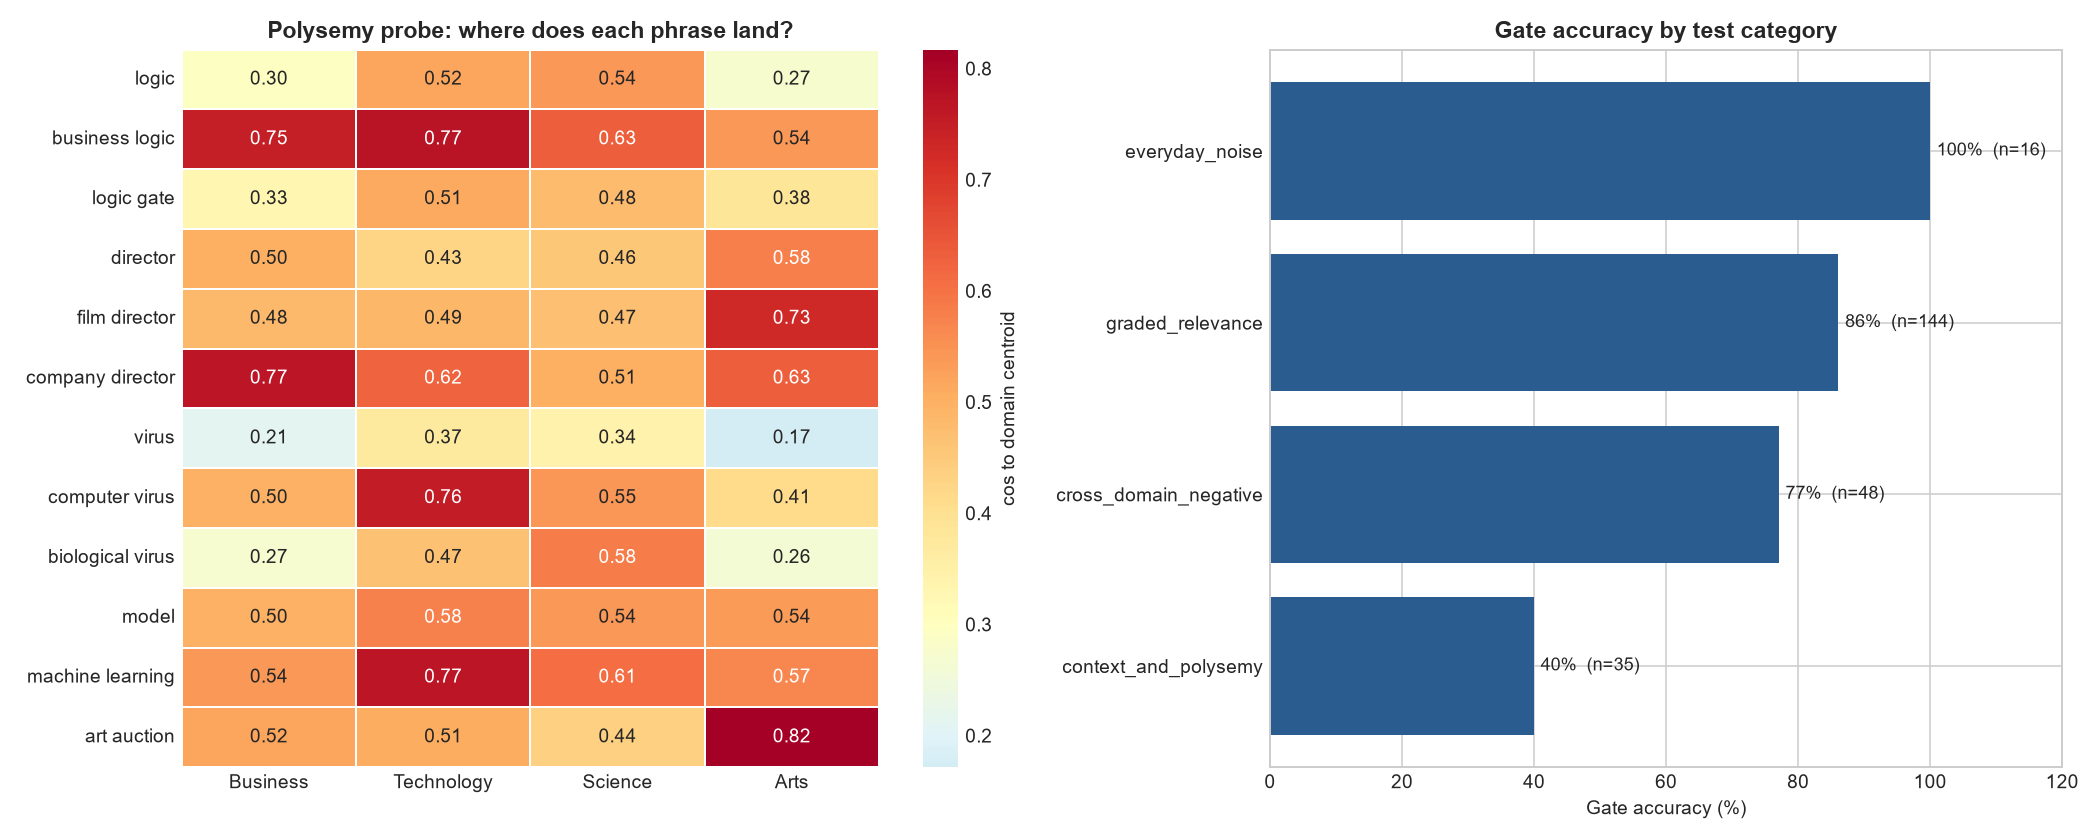 Polysemy probe: where does each phrase land?
logic 0.30 0.52 0.54 0.27
business logic 0.75 0.77 0.63 0.54
logic gate 0.33 0.51 0.48 0.38
director 0.50 0.43 0.46 0.58
film director 0.48 0.49 0.47 0.73
company director 0.77 0.62 0.51 0.63
virus 0.21 0.37 0.34 0.17
computer virus 0.50 0.76 0.55 0.41
biological virus 0.27 0.47 0.58 0.26
model 0.50 0.58 0.54 0.54
machine learning 0.54 0.77 0.61 0.57
art auction 0.52 0.51 0.44 0.82
Business Technology Science Arts
0.8
0.7
0.6
0.5
0.4
0.3
0.2
cos to domain centroid
Gate accuracy by test category
everyday_noise 100% (n=16)
graded_relevance 86% (n=144)
cross_domain_negative 77% (n=48)
context_and_polysemy 40% (n=35)
0 20 40 60 80 100 120
Gate accuracy (%)